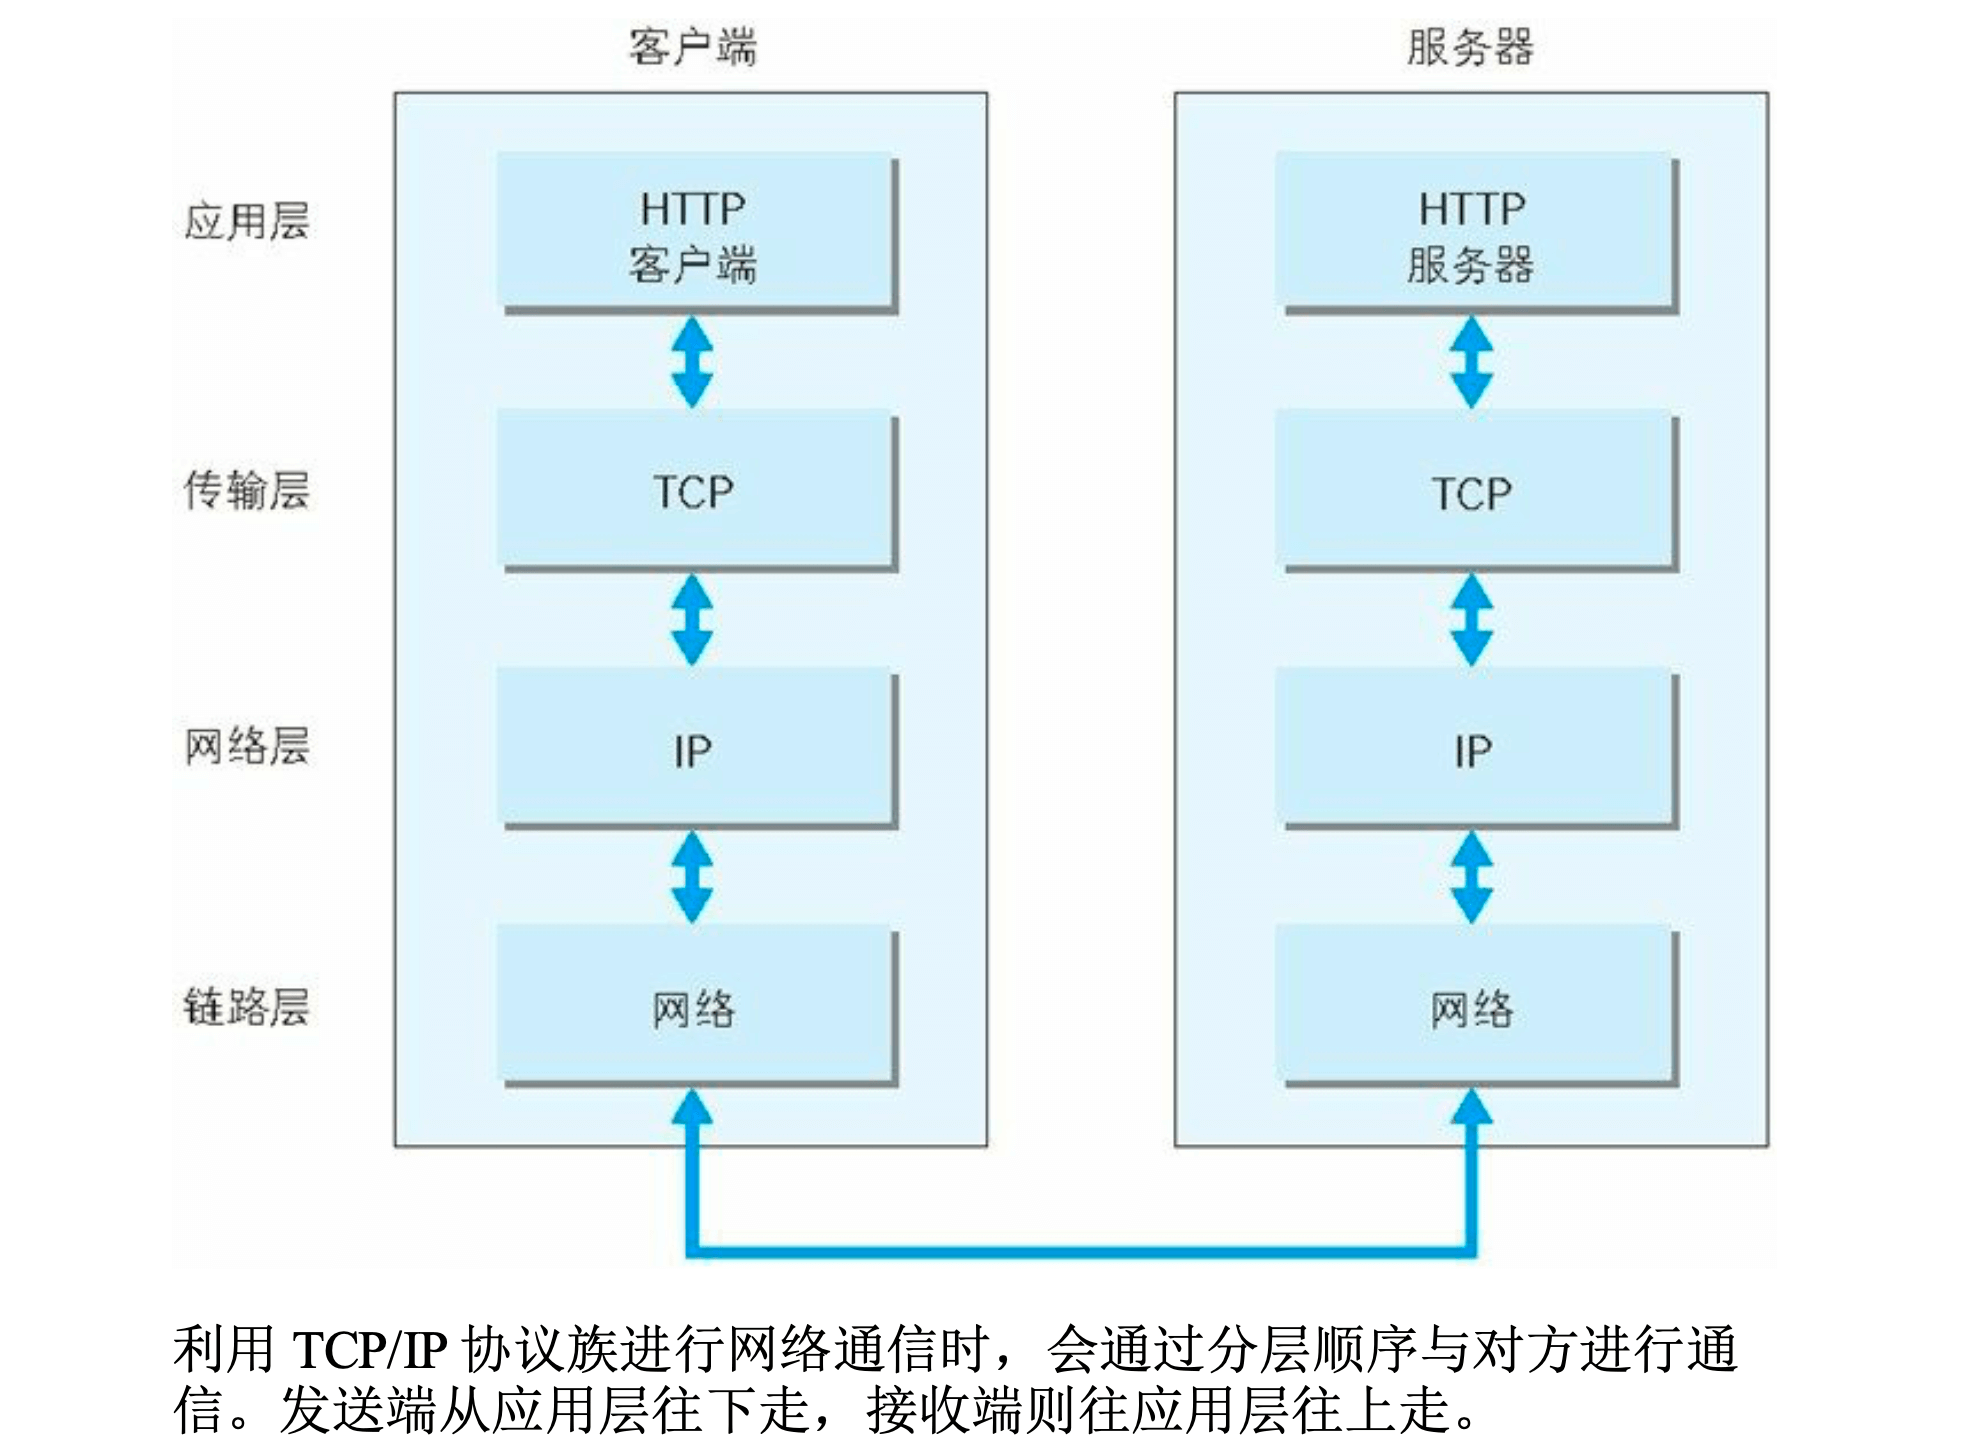 客户端 服务器
应用层
HTTP
客户端
HTTP
服务器
传输层 TCP TCP
网络层 IP IP
链路层 网络 网络
利用 TCP/IP 协议族进行网络通信时，会通过分层顺序与对方进行通
信。发送端从应用层往下走，接收端则往应用层往上走。